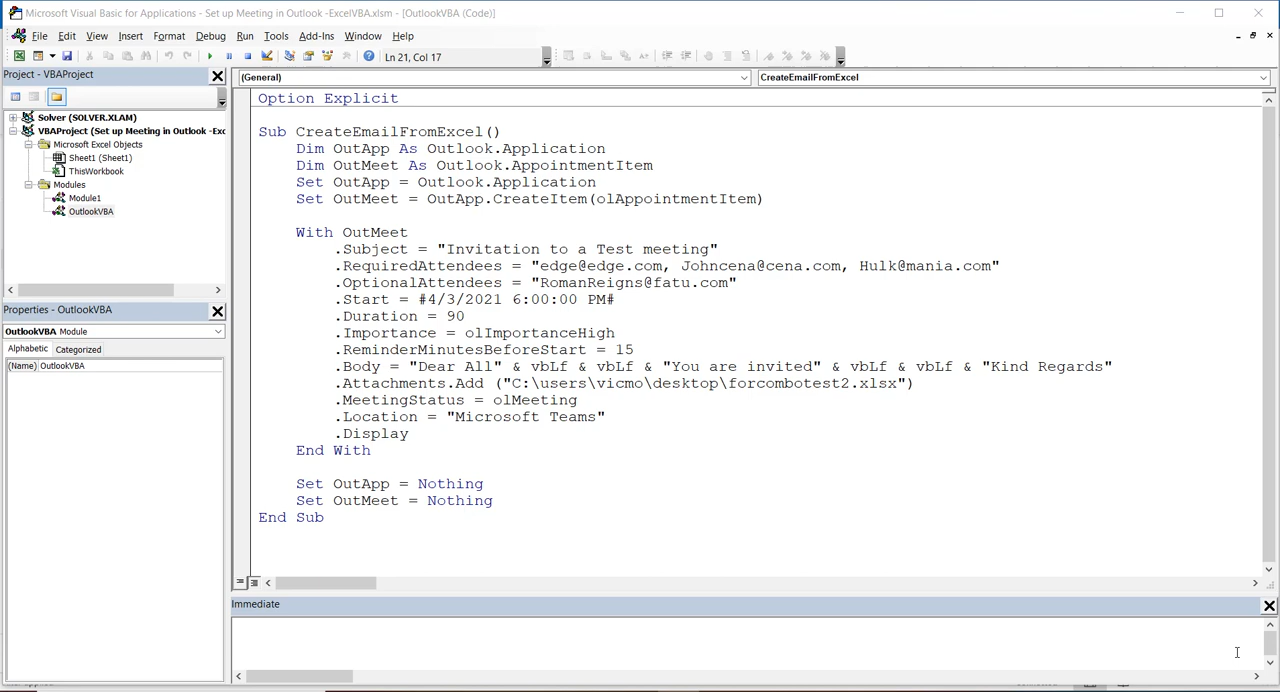 Microsoft Visual Basic for Applications - Set up Meeting in Outlook -ExcelVBA.xlsm - [OutlookVBA (Code)]
File Edit View Insert Format Debug Run Tools Add-Ins Window Help
Ln 21, Col 17
Project - VBAProject
(General)
CreateEmailFromExcel
Solver (SOLVER.XLAM)
VBAProject (Set up Meeting in Outlook -Exc
Microsoft Excel Objects
Sheet1 (Sheet1)
ThisWorkbook
Modules
Module1
OutlookVBA
Properties - OutlookVBA
OutlookVBA Module
Alphabetic Categorized
(Name) OutlookVBA
Option Explicit
Sub CreateEmailFromExcel()
Dim OutApp As Outlook.Application
Dim OutMeet As Outlook.AppointmentItem
Set OutApp = Outlook.Application
Set OutMeet = OutApp.CreateItem(olAppointmentItem)
With OutMeet
.Subject = "Invitation to a Test meeting"
.RequiredAttendees = "edge@edge.com, Johncena@cena.com, Hulk@mania.com"
.OptionalAttendees = "RomanReigns@fatu.com"
.Start = #4/3/2021 6:00:00 PM#
.Duration = 90
.Importance = olImportanceHigh
.ReminderMinutesBeforeStart = 15
.Body = "Dear All" & vbLf & vbLf & "You are invited" & vbLf & vbLf & "Kind Regards"
.Attachments.Add ("C:\users\vicmo\desktop\forcombotest2.xlsx")
.MeetingStatus = olMeeting
.Location = "Microsoft Teams"
.Display
End With
Set OutApp = Nothing
Set OutMeet = Nothing
End Sub
Immediate